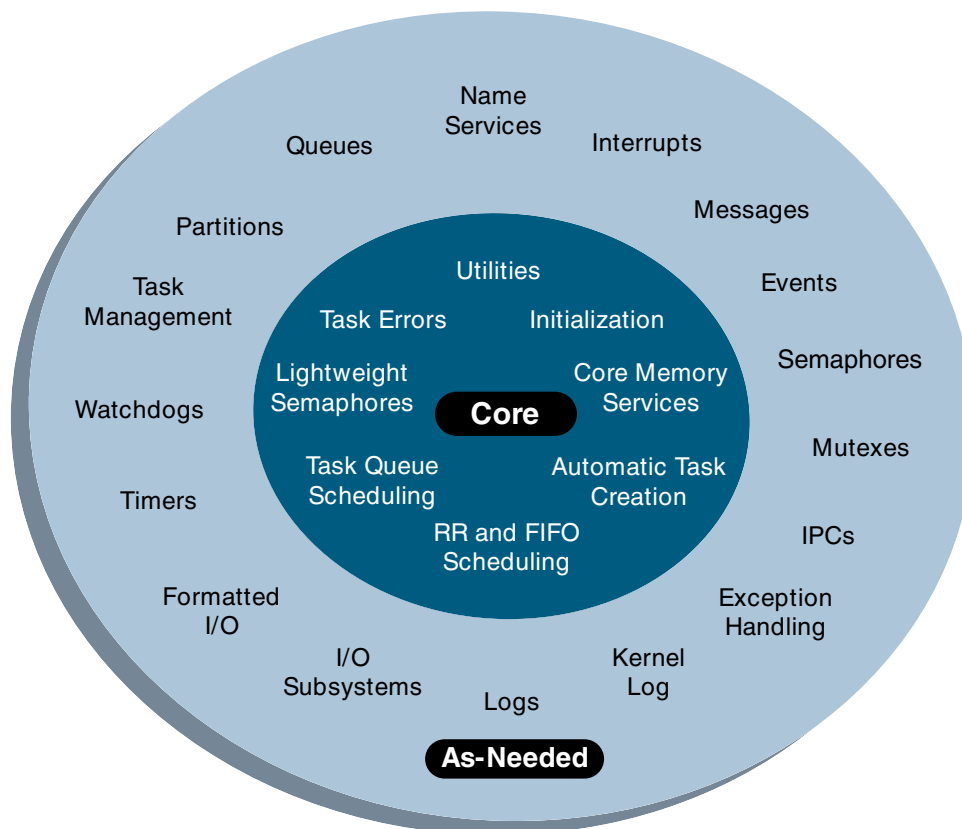 Name
Services
Queues
Interrupts
Partitions
Messages
Task
Management
Events
Semaphores
Watchdogs
Mutexes
Timers
IPCs
Formatted
I/O
Exception
Handling
I/O
Subsystems
Kernel
Log
Logs
As-Needed
Utilities
Task Errors
Initialization
Lightweight
Semaphores
Core Memory
Services
Core
Task Queue
Scheduling
Automatic Task
Creation
RR and FIFO
Scheduling